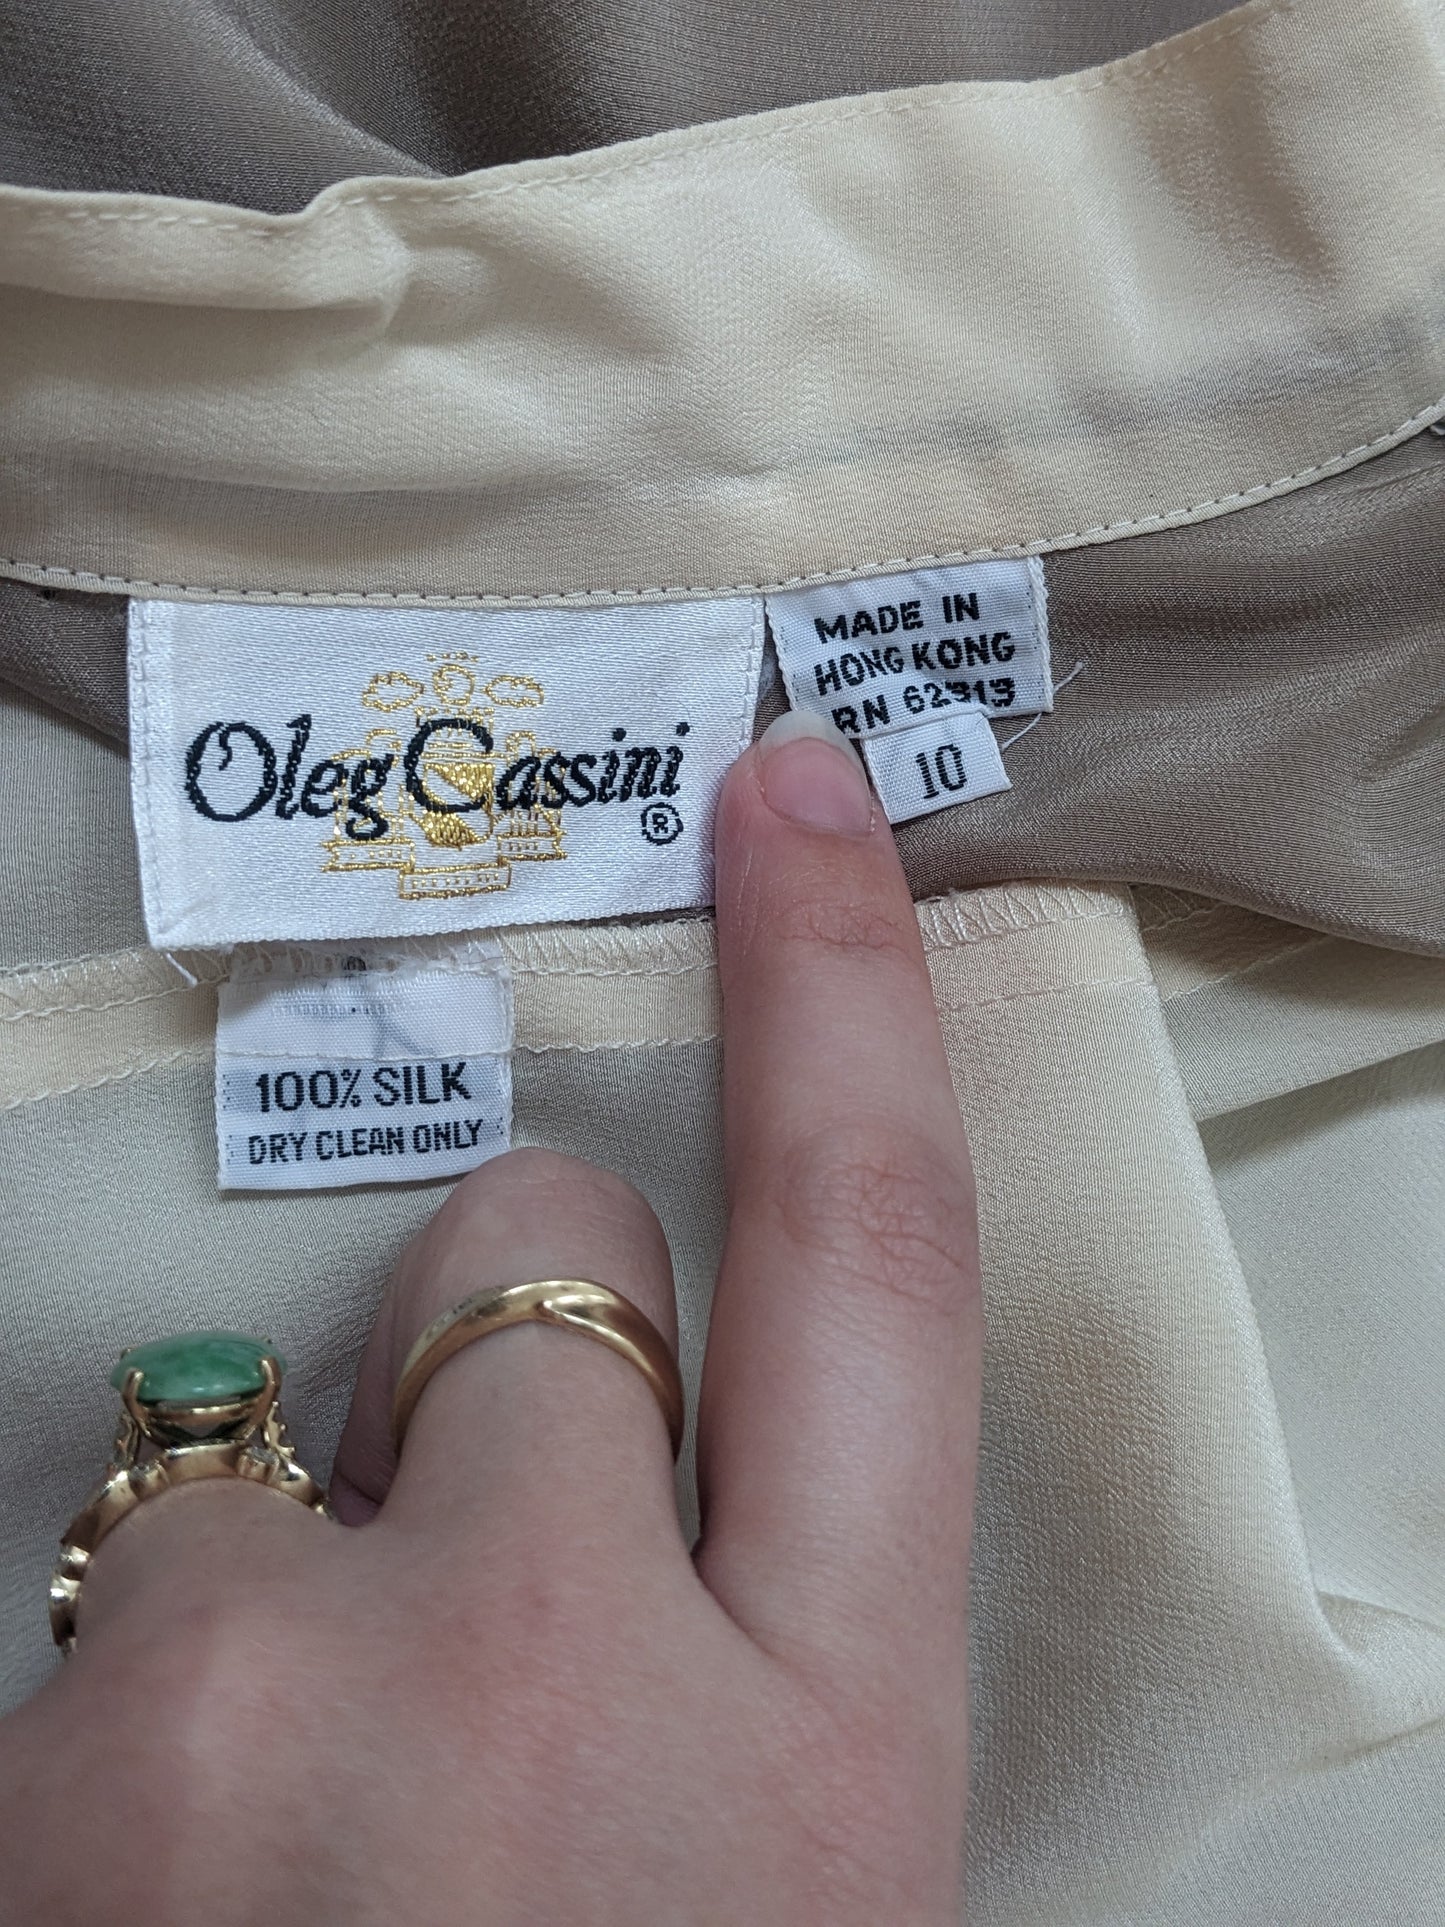 Oleg Cassini
®
MADE IN
HONG KONG
RN 62313
10
100% SILK
DRY CLEAN ONLY